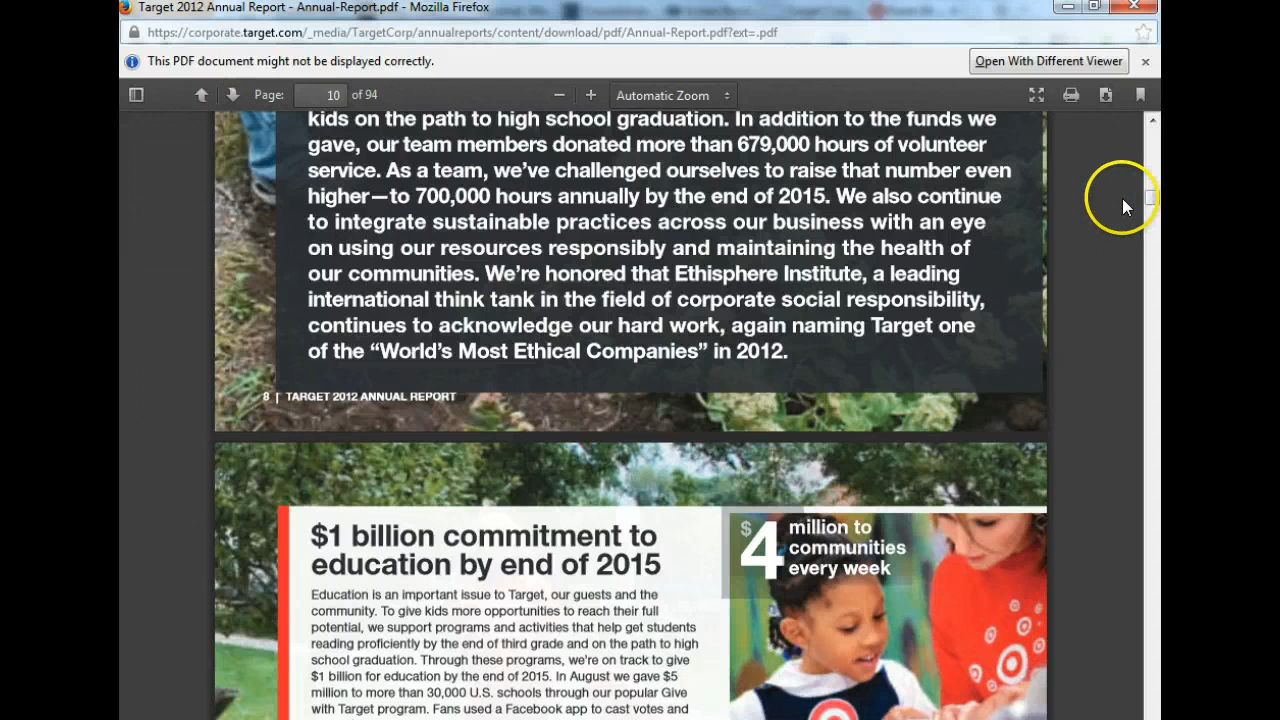 Target 2012 Annual Report - Annual-Report.pdf - Mozilla Firefox
https://corporate.target.com/_media/TargetCorp/annualreports/content/download/pdf/Annual-Report.pdf?ext=.pdf
This PDF document might not be displayed correctly.
Open With Different Viewer
Page: 10 of 94
Automatic Zoom
kids on the path to high school graduation. In addition to the funds we
gave, our team members donated more than 679,000 hours of volunteer
service. As a team, we’ve challenged ourselves to raise that number even
higher—to 700,000 hours annually by the end of 2015. We also continue
to integrate sustainable practices across our business with an eye
on using our resources responsibly and maintaining the health of
our communities. We’re honored that Ethisphere Institute, a leading
international think tank in the field of corporate social responsibility,
continues to acknowledge our hard work, again naming Target one
of the “World’s Most Ethical Companies” in 2012.
8 | TARGET 2012 ANNUAL REPORT
$1 billion commitment to
education by end of 2015
Education is an important issue to Target, our guests and the
community. To give kids more opportunities to reach their full
potential, we support programs and activities that help get students
reading proficiently by the end of third grade and on the path to high
school graduation. Through these programs, we’re on track to give
$1 billion for education by the end of 2015. In August we gave $5
million to more than 30,000 U.S. schools through our popular Give
with Target program. Fans used a Facebook app to cast votes and
$4 million to
communities
every week